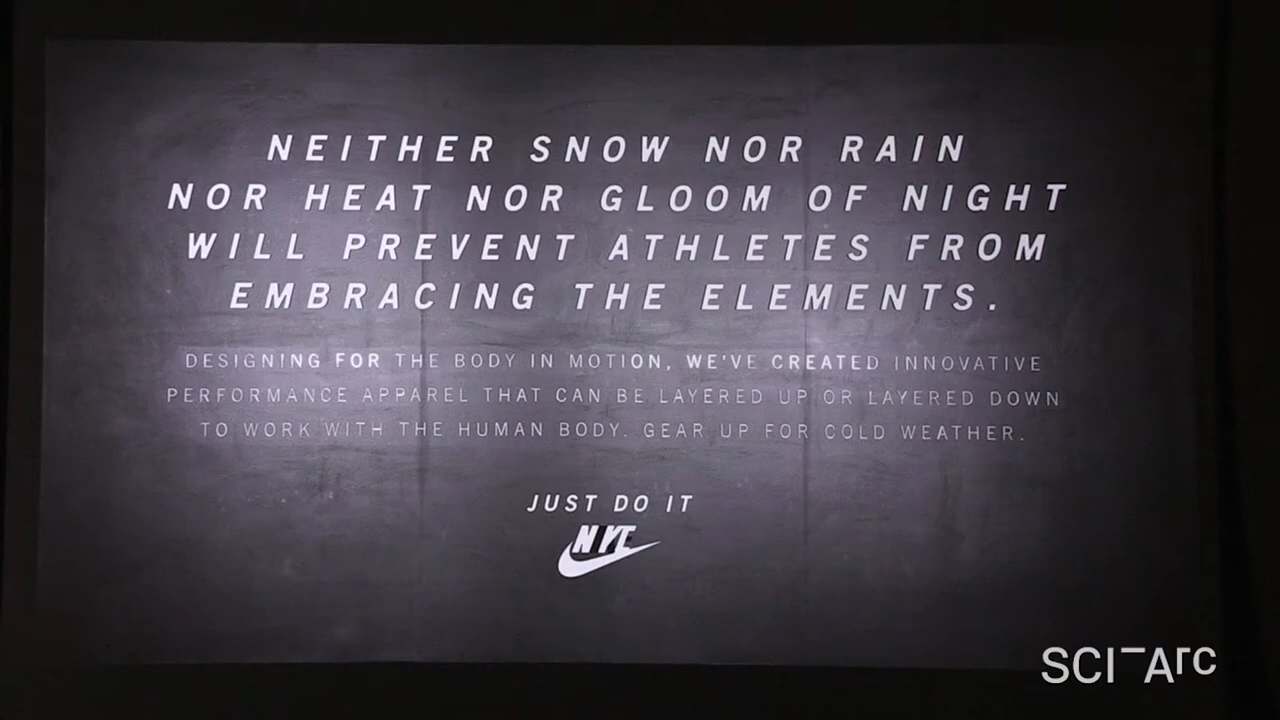 NEITHER SNOW NOR RAIN
NOR HEAT NOR GLOOM OF NIGHT
WILL PREVENT ATHLETES FROM
EMBRACING THE ELEMENTS.
DESIGNING FOR THE BODY IN MOTION, WE'VE CREATED INNOVATIVE
PERFORMANCE APPAREL THAT CAN BE LAYERED UP OR LAYERED DOWN
TO WORK WITH THE HUMAN BODY. GEAR UP FOR COLD WEATHER.
JUST DO IT
NYC
SCI-Arc